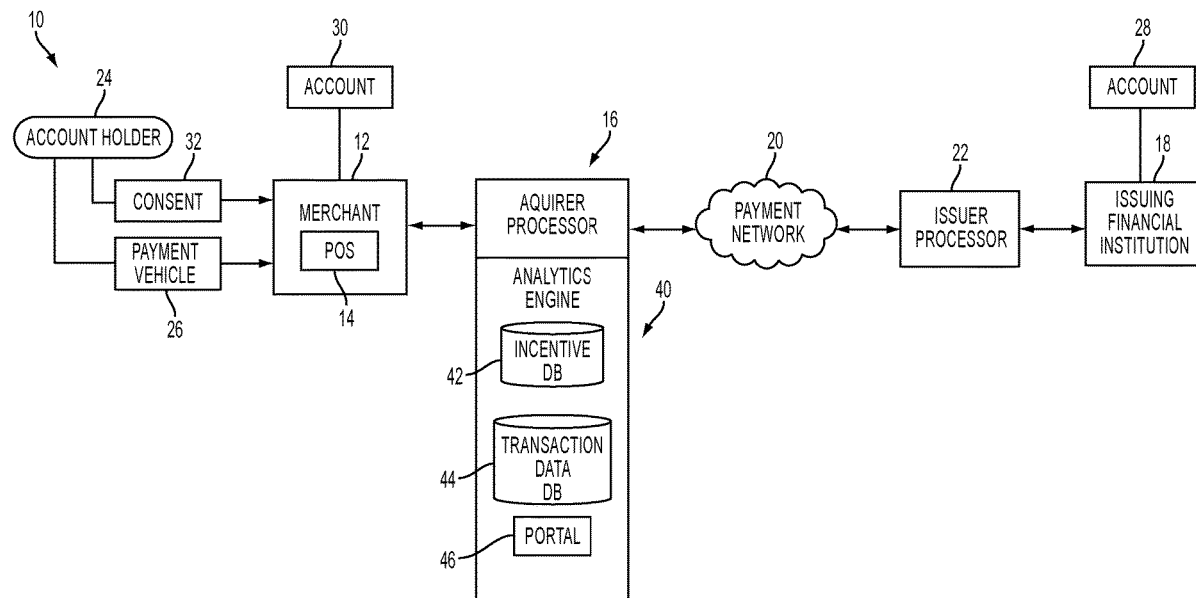 10
24
ACCOUNT HOLDER
32
CONSENT
PAYMENT
VEHICLE
26
30
ACCOUNT
12
MERCHANT
POS
14
16
AQUIRER
PROCESSOR
ANALYTICS
ENGINE
40
42
INCENTIVE
DB
44
TRANSACTION
DATA
DB
46
PORTAL
20
PAYMENT
NETWORK
22
ISSUER
PROCESSOR
28
ACCOUNT
18
ISSUING
FINANCIAL
INSTITUTION